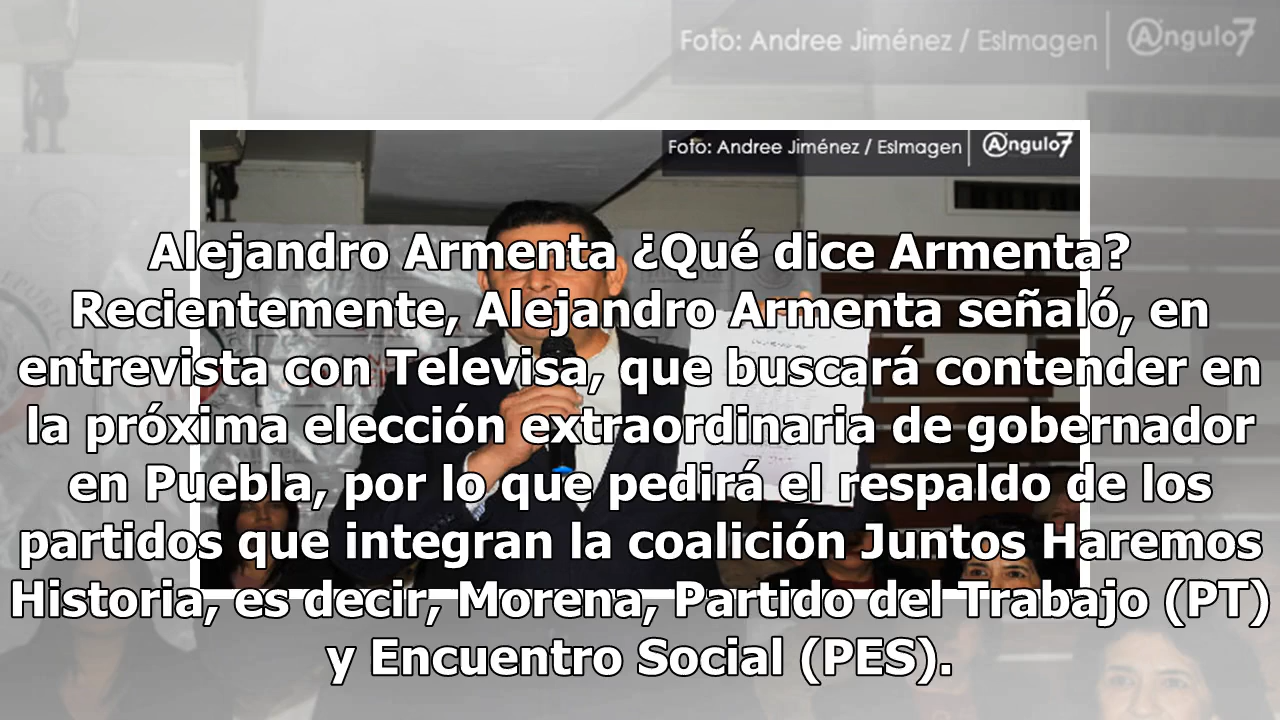 Foto: Andree Jiménez / EsImagen | @ngulo7
Foto: Andree Jiménez / EsImagen | @ngulo7
Alejandro Armenta ¿Qué dice Armenta?
Recientemente, Alejandro Armenta señaló, en
entrevista con Televisa, que buscará contender en
la próxima elección extraordinaria de gobernador
en Puebla, por lo que pedirá el respaldo de los
partidos que integran la coalición Juntos Haremos
Historia, es decir, Morena, Partido del Trabajo (PT)
y Encuentro Social (PES).